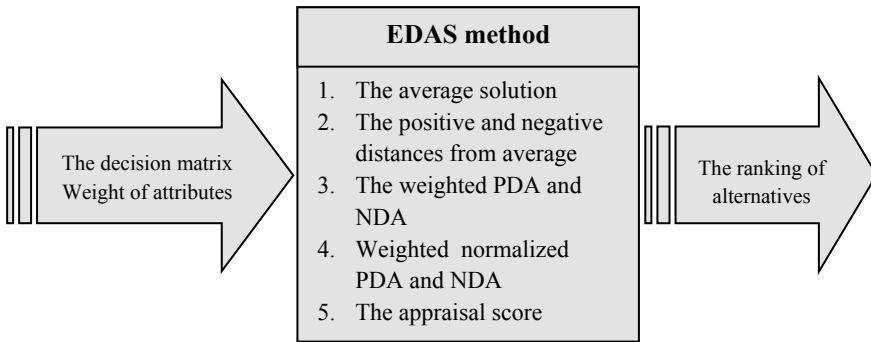 The decision matrix
Weight of attributes
EDAS method
1. The average solution
2. The positive and negative
distances from average
3. The weighted PDA and
NDA
4. Weighted normalized
PDA and NDA
5. The appraisal score
The ranking of
alternatives